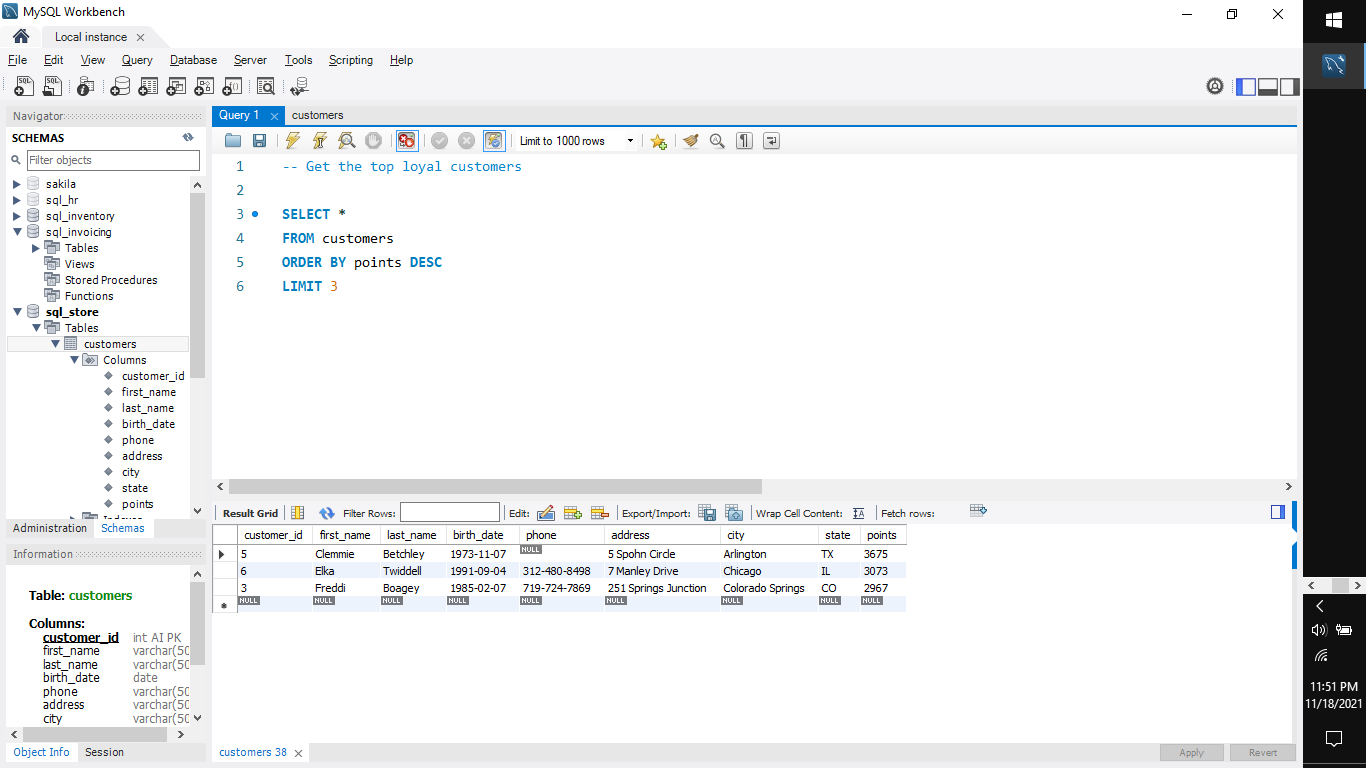 MySQL Workbench
Local instance
File Edit View Query Database Server Tools Scripting Help
Navigator
SCHEMAS
Filter objects
sakila
sql_hr
sql_inventory
sql_invoicing
Tables
Views
Stored Procedures
Functions
sql_store
Tables
customers
Columns
customer_id
first_name
last_name
birth_date
phone
address
city
state
points
Administration Schemas
Information
Table: customers
Columns:
customer_id int AI PK
first_name varchar(50
last_name varchar(50
birth_date date
phone varchar(50
address varchar(50
city varchar(50
Object Info Session
Query 1 customers
Limit to 1000 rows
1 -- Get the top loyal customers
2
3 SELECT *
4 FROM customers
5 ORDER BY points DESC
6 LIMIT 3
Result Grid Filter Rows: Edit: Export/Import: Wrap Cell Content: Fetch rows:
customer_id first_name last_name birth_date phone address city state points
5 Clemmie Betchley 1973-11-07 NULL 5 Spohn Circle Arlington TX 3675
6 Elka Twiddell 1991-09-04 312-480-8498 7 Manley Drive Chicago IL 3073
3 Freddi Boagey 1985-02-07 719-724-7869 251 Springs Junction Colorado Springs CO 2967
NULL NULL NULL NULL NULL NULL NULL NULL NULL
customers 38
Apply Revert
11:51 PM
11/18/2021